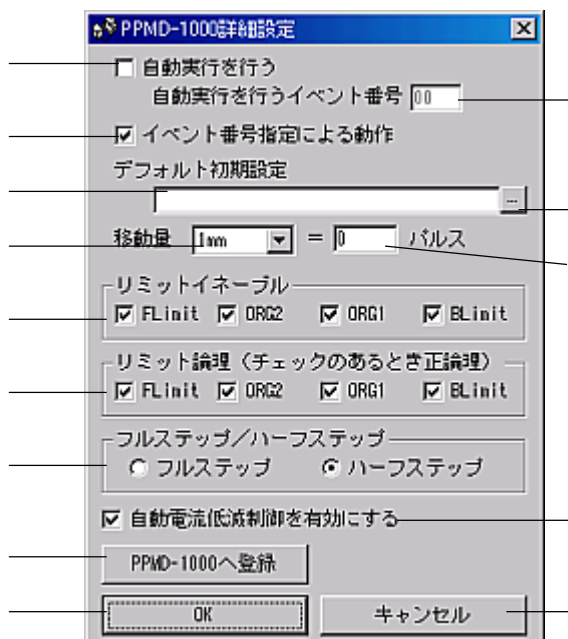 PPMD-1000詳細設定
自動実行を行う
自動実行を行うイベント番号 00
イベント番号指定による動作
デフォルト初期設定
...
移動量 1mm = 0 パルス
リミットイネーブル
FLinit ORG2 ORG1 BLinit
リミット論理(チェックのあるとき正論理)
FLinit ORG2 ORG1 BLinit
フルステップ/ハーフステップ
フルステップ ハーフステップ
自動電流低減制御を有効にする
PPMD-1000へ登録
OK キャンセル